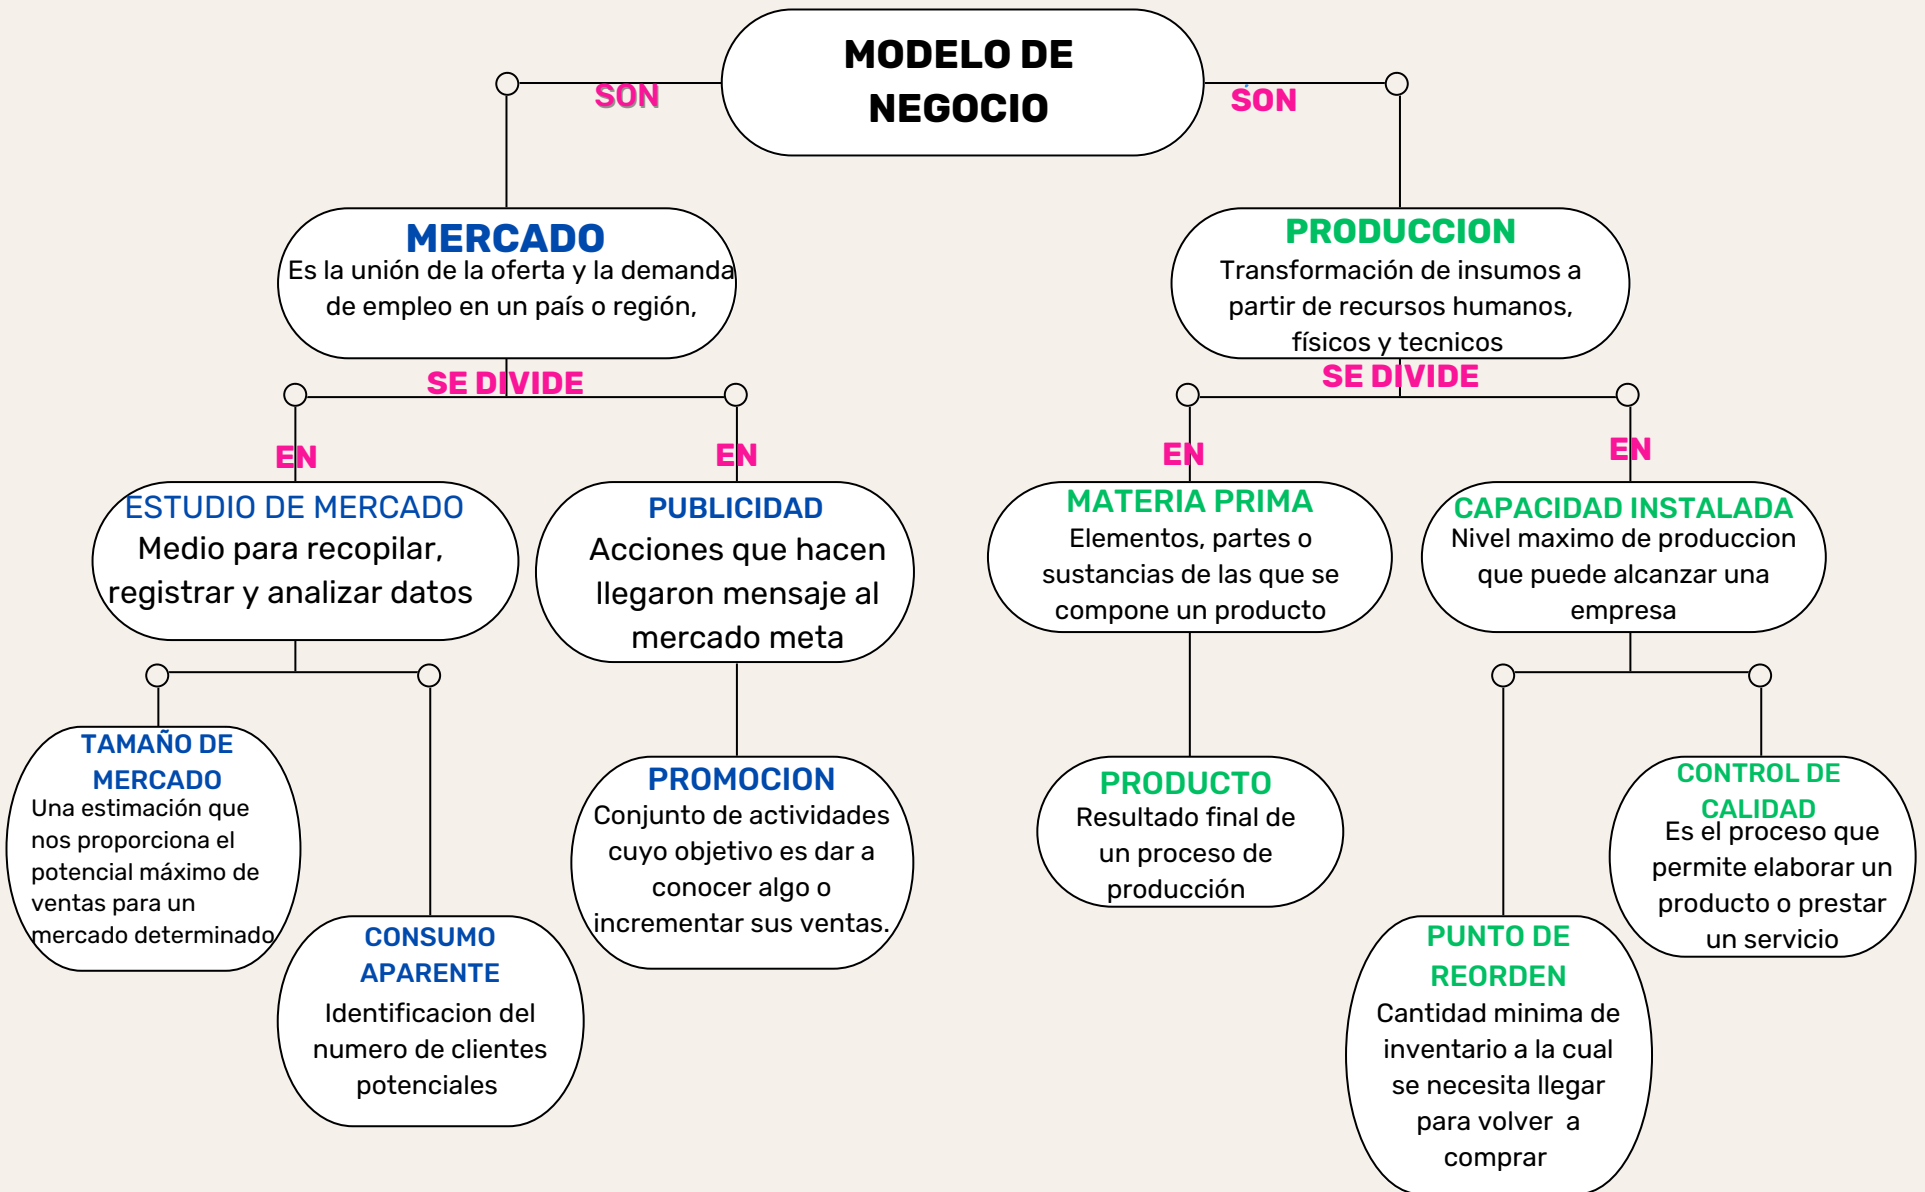 MODELO DE
NEGOCIO
SON
SON
MERCADO
Es la unión de la oferta y la demanda
de empleo en un país o región,
PRODUCCION
Transformación de insumos a
partir de recursos humanos,
físicos y tecnicos
SE DIVIDE
SE DIVIDE
EN
EN
EN
EN
ESTUDIO DE MERCADO
Medio para recopilar,
registrar y analizar datos
PUBLICIDAD
Acciones que hacen
llegaron mensaje al
mercado meta
MATERIA PRIMA
Elementos, partes o
sustancias de las que se
compone un producto
CAPACIDAD INSTALADA
Nivel maximo de produccion
que puede alcanzar una
empresa
TAMAÑO DE
MERCADO
Una estimación que
nos proporciona el
potencial máximo de
ventas para un
mercado determinado
CONSUMO
APARENTE
Identificacion del
numero de clientes
potenciales
PROMOCION
Conjunto de actividades
cuyo objetivo es dar a
conocer algo o
incrementar sus ventas.
PRODUCTO
Resultado final de
un proceso de
producción
PUNTO DE
REORDEN
Cantidad minima de
inventario a la cual
se necesita llegar
para volver a
comprar
CONTROL DE
CALIDAD
Es el proceso que
permite elaborar un
producto o prestar
un servicio